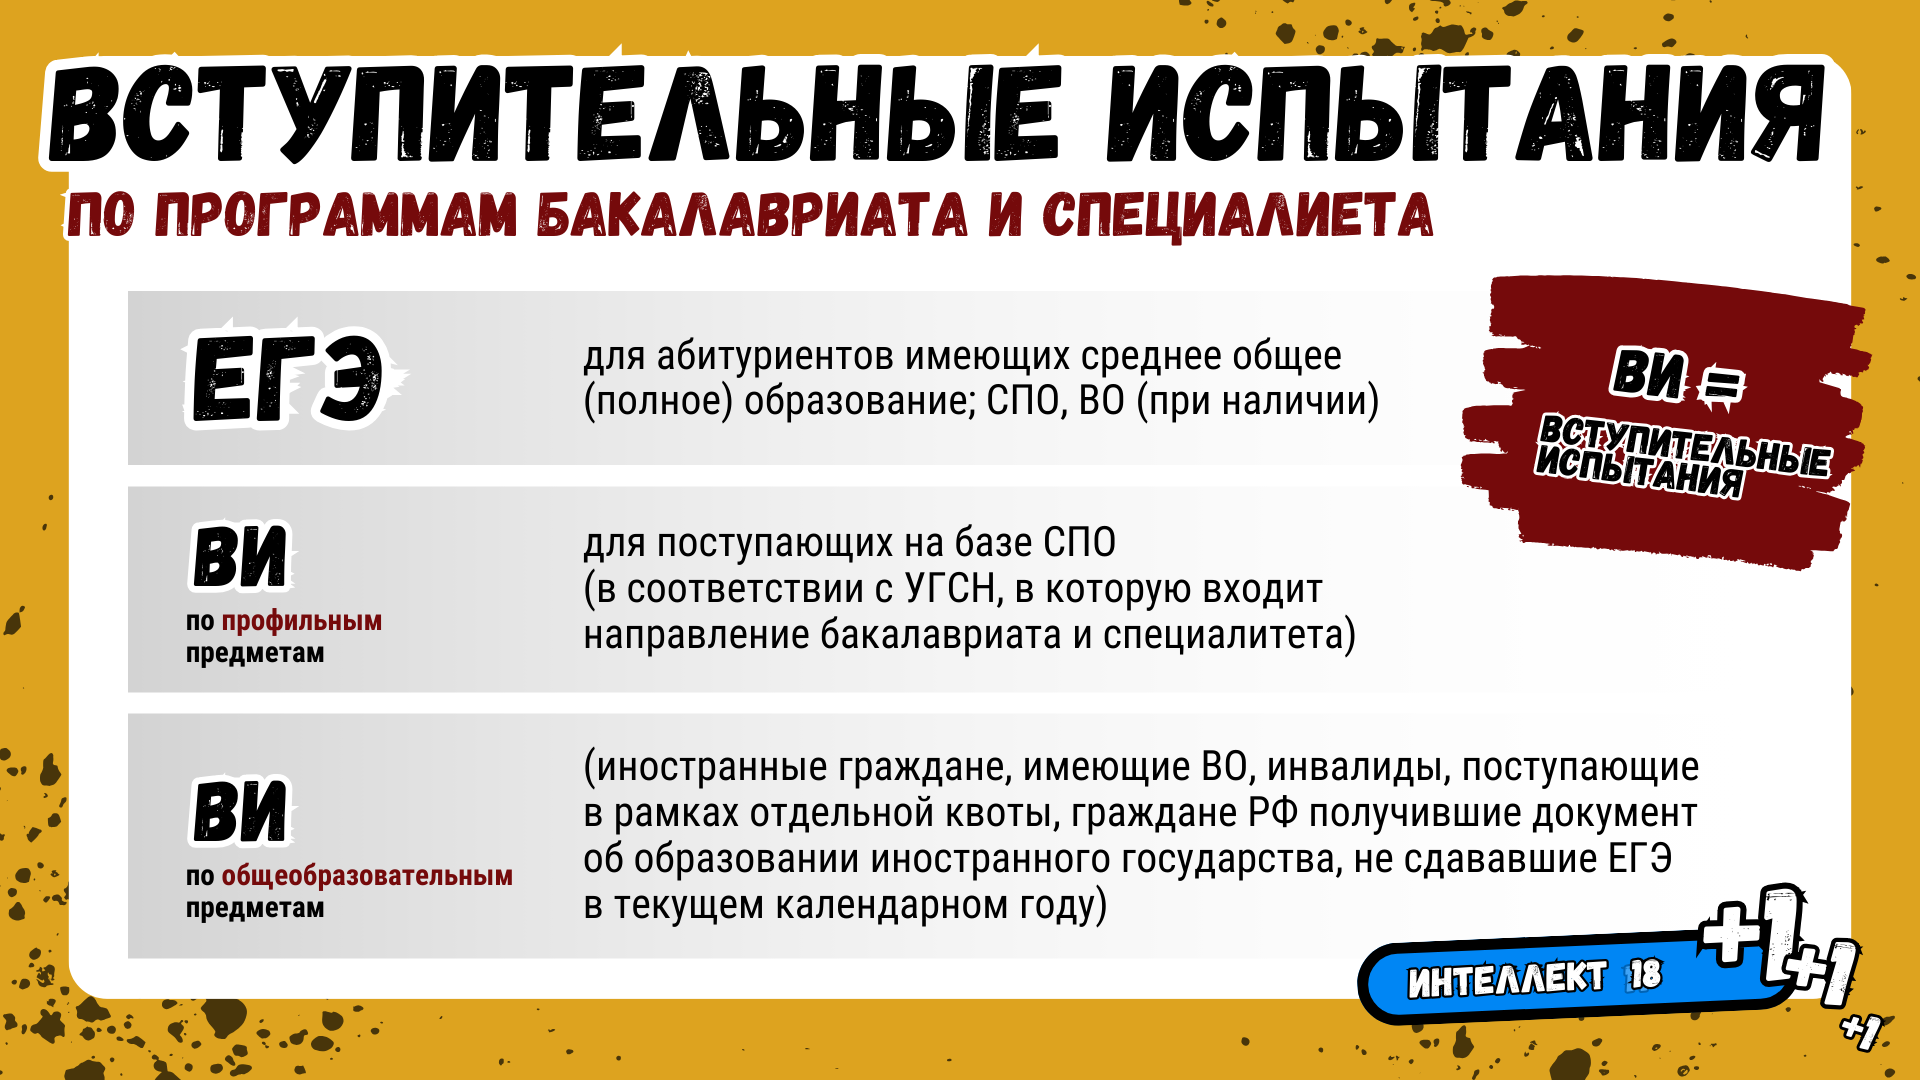 ВСТУПИТЕЛЬНЫЕ ИСПЫТАНИЯ
ПО ПРОГРАММАМ БАКАЛАВРИАТА И СПЕЦИАЛИЕТА
ЕГЭ
для абитуриентов имеющих среднее общее
(полное) образование; СПО, ВО (при наличии)
ВИ =
ВСТУПИТЕЛЬНЫЕ
ИСПЫТАНИЯ
ВИ
по профильным
предметам
для поступающих на базе СПО
(в соответствии с УГСН, в которую входит
направление бакалавриата и специалитета)
ВИ
по общеобразовательным
предметам
(иностранные граждане, имеющие ВО, инвалиды, поступающие
в рамках отдельной квоты, граждане РФ получившие документ
об образовании иностранного государства, не сдававшие ЕГЭ
в текущем календарном году)
ИНТЕЛЛЕКТ 18
+1
+1
+1